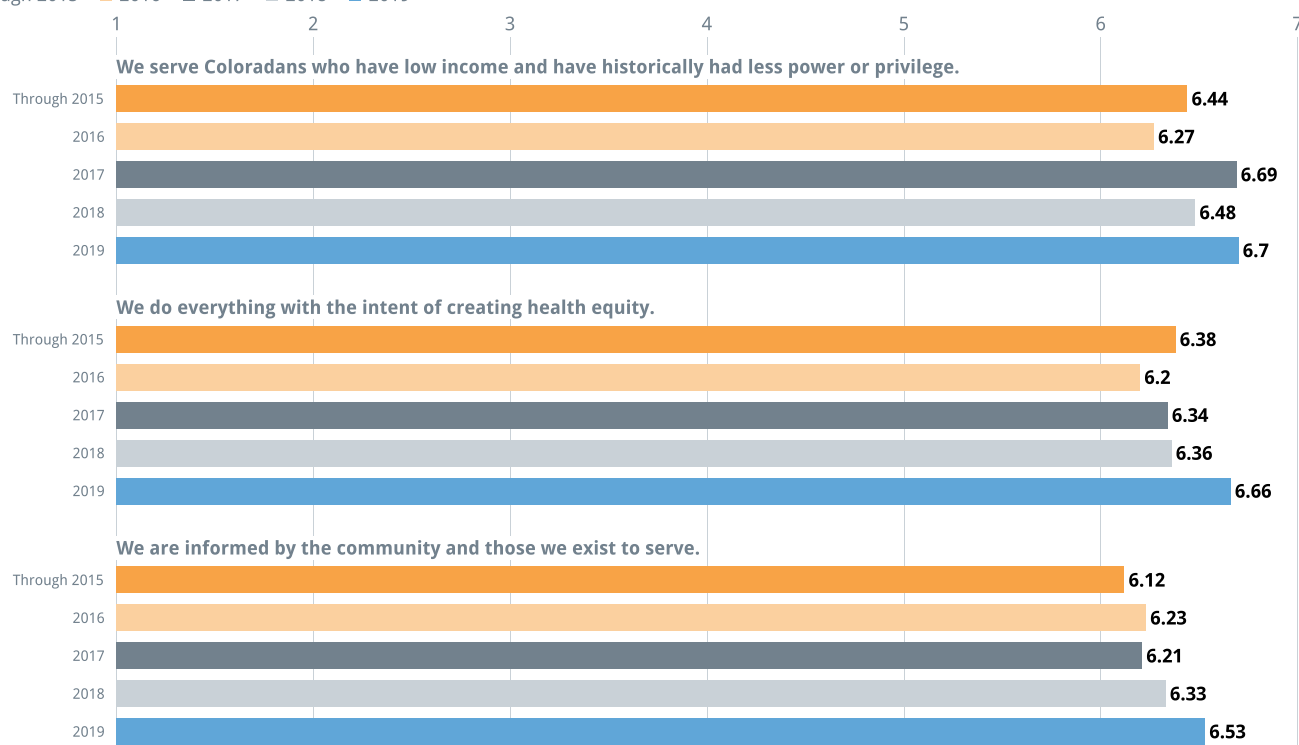 1 2 3 4 5 6 7
We serve Coloradans who have low income and have historically had less power or privilege.
Through 2015 6.44
2016 6.27
2017 6.69
2018 6.48
2019 6.7
We do everything with the intent of creating health equity.
Through 2015 6.38
2016 6.2
2017 6.34
2018 6.36
2019 6.66
We are informed by the community and those we exist to serve.
Through 2015 6.12
2016 6.23
2017 6.21
2018 6.33
2019 6.53